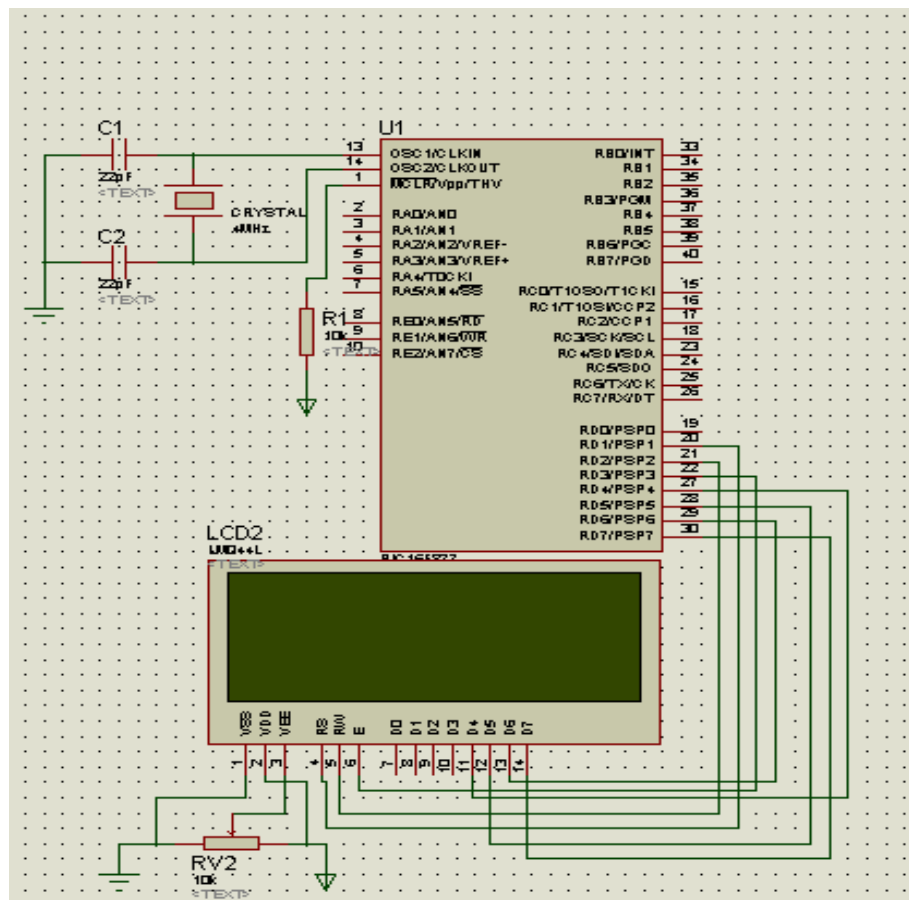 C1
22pF
<TEXT>
CRYSTAL
4MHz
C2
22pF
<TEXT>
R1
10k
<TEXT>
U1
13 OSC1/CLKIN
14 OSC2/CLKOUT
1 MCLR/Vpp/THV
2 RA0/AN0
3 RA1/AN1
4 RA2/AN2/VREF-
5 RA3/AN3/VREF+
6 RA4/T0CKI
7 RA5/AN4/SS
8 RE0/AN5/RD
9 RE1/AN6/WR
10 RE2/AN7/CS
RB0/INT 33
RB1 34
RB2 35
RB3/PGM 36
RB4 37
RB5 38
RB6/PGC 39
RB7/PGD 40
RC0/T1OSO/T1CKI 15
RC1/T1OSI/CCP2 16
RC2/CCP1 17
RC3/SCK/SCL 18
RC4/SDI/SDA 23
RC5/SDO 24
RC6/TX/CK 25
RC7/RX/DT 26
RD0/PSP0 19
RD1/PSP1 20
RD2/PSP2 21
RD3/PSP3 22
RD4/PSP4 27
RD5/PSP5 28
RD6/PSP6 29
RD7/PSP7 30
PIC16F877
LCD2
LM044L
<TEXT>
VSS VDD VEE RS RW E D0 D1 D2 D3 D4 D5 D6 D7
1 2 3 4 5 6 7 8 9 10 11 12 13 14
RV2
10k
<TEXT>